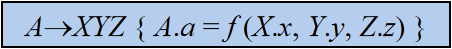 A→XYZ { A.a = f (X.x, Y.y, Z.z) }